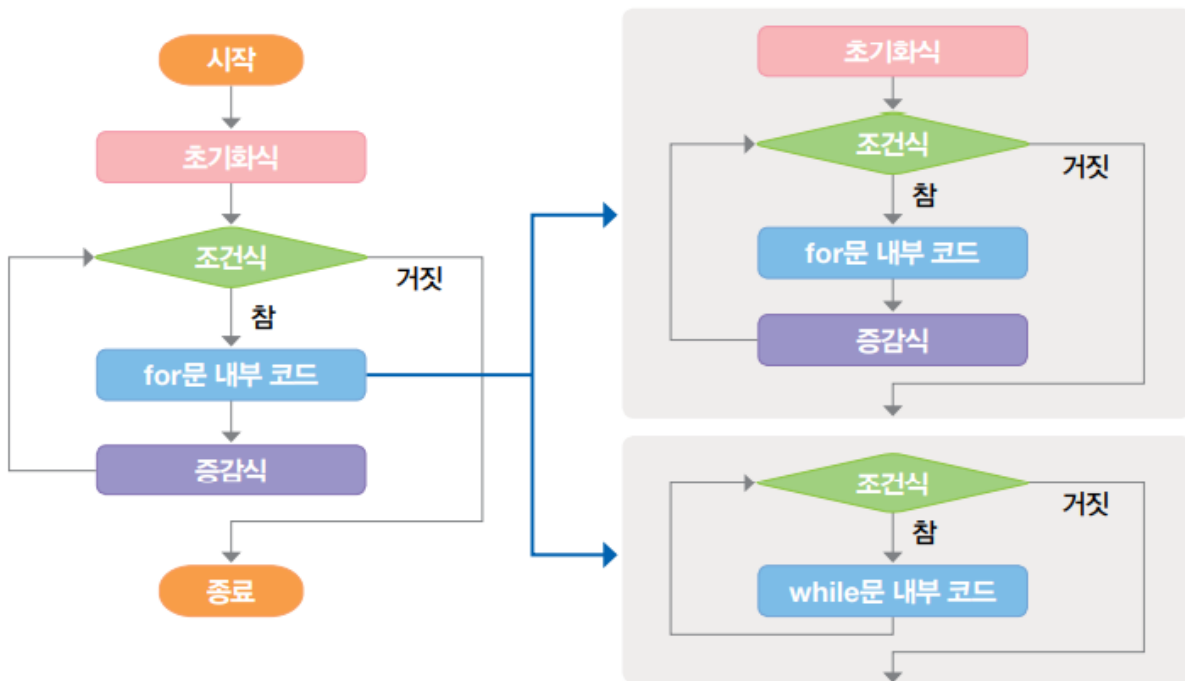 시작
초기화식
조건식
거짓
참
for문 내부 코드
증감식
종료
초기화식
조건식
거짓
참
for문 내부 코드
증감식
조건식
거짓
참
while문 내부 코드